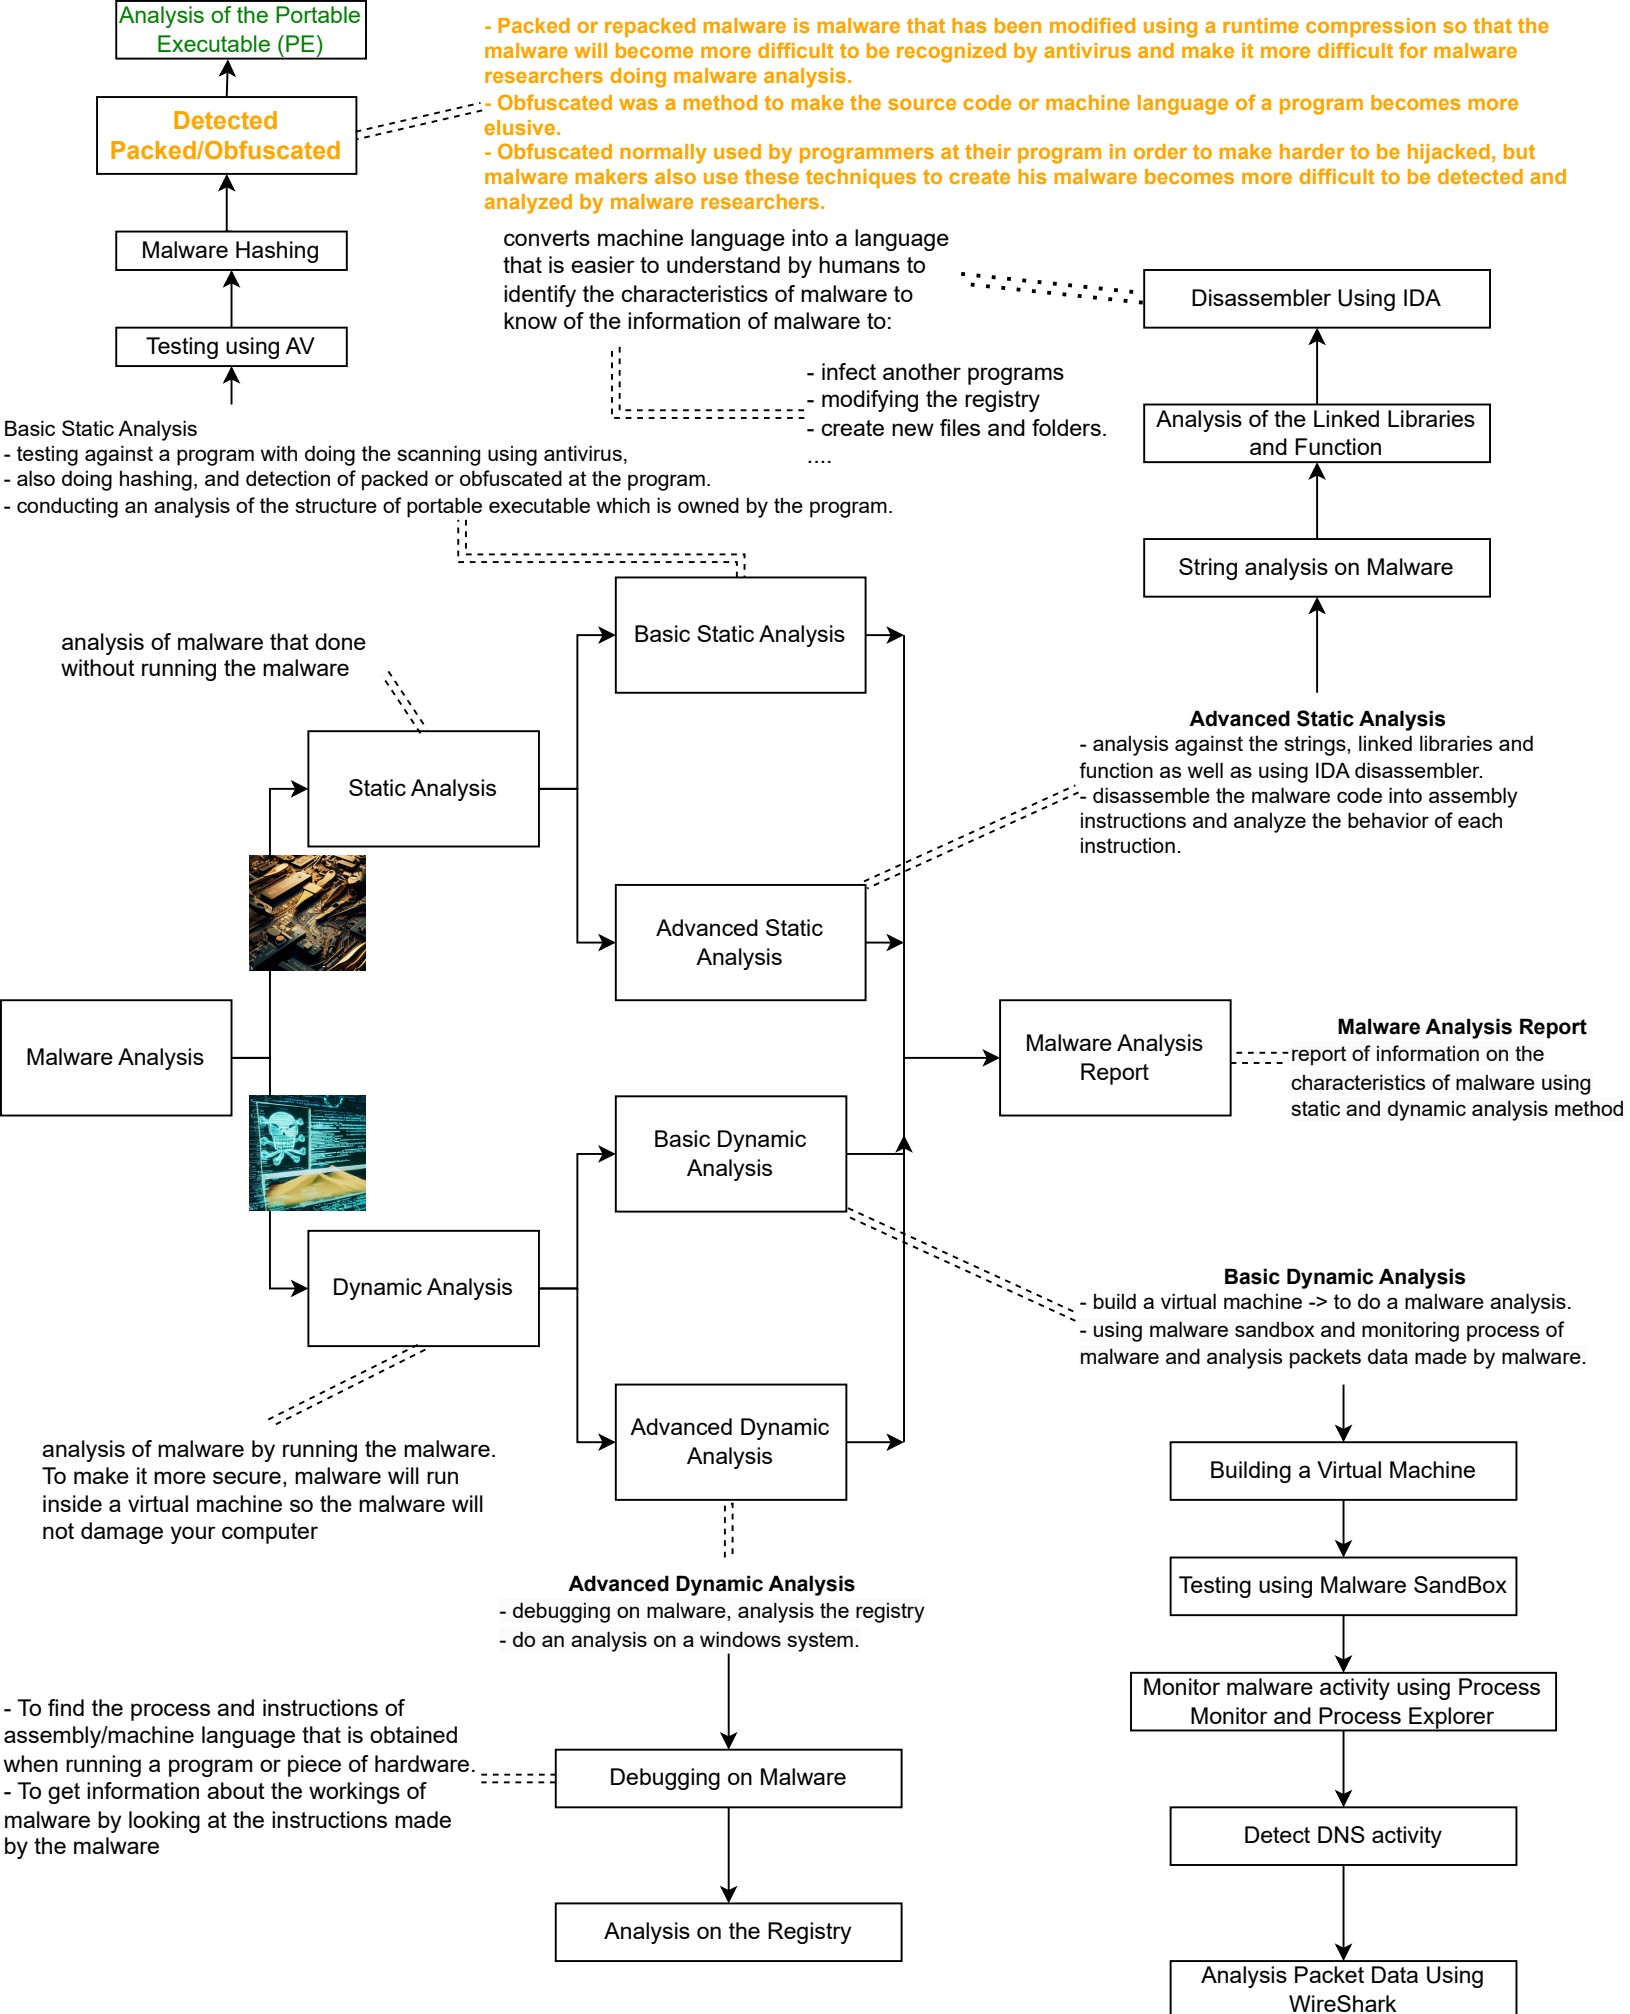 Analysis of the Portable
Executable (PE)
- Packed or repacked malware is malware that has been modified using a runtime compression so that the
malware will become more difficult to be recognized by antivirus and make it more difficult for malware
researchers doing malware analysis.
- Obfuscated was a method to make the source code or machine language of a program becomes more
elusive.
- Obfuscated normally used by programmers at their program in order to make harder to be hijacked, but
malware makers also use these techniques to create his malware becomes more difficult to be detected and
analyzed by malware researchers.
Detected
Packed/Obfuscated
Malware Hashing
Testing using AV
converts machine language into a language
that is easier to understand by humans to
identify the characteristics of malware to
know of the information of malware to:
- infect another programs
- modifying the registry
- create new files and folders.
....
Disassembler Using IDA
Analysis of the Linked Libraries
and Function
String analysis on Malware
Basic Static Analysis
- testing against a program with doing the scanning using antivirus,
- also doing hashing, and detection of packed or obfuscated at the program.
- conducting an analysis of the structure of portable executable which is owned by the program.
Basic Static Analysis
analysis of malware that done
without running the malware
Static Analysis
Advanced Static Analysis
- analysis against the strings, linked libraries and
function as well as using IDA disassembler.
- disassemble the malware code into assembly
instructions and analyze the behavior of each
instruction.
Advanced Static
Analysis
Malware Analysis
Malware Analysis
Report
Malware Analysis Report
report of information on the
characteristics of malware using
static and dynamic analysis method
Basic Dynamic
Analysis
Dynamic Analysis
Basic Dynamic Analysis
- build a virtual machine -> to do a malware analysis.
- using malware sandbox and monitoring process of
malware and analysis packets data made by malware.
analysis of malware by running the malware.
To make it more secure, malware will run
inside a virtual machine so the malware will
not damage your computer
Advanced Dynamic
Analysis
Building a Virtual Machine
Testing using Malware SandBox
Monitor malware activity using Process
Monitor and Process Explorer
Detect DNS activity
Analysis Packet Data Using
WireShark
Advanced Dynamic Analysis
- debugging on malware, analysis the registry
- do an analysis on a windows system.
- To find the process and instructions of
assembly/machine language that is obtained
when running a program or piece of hardware.
- To get information about the workings of
malware by looking at the instructions made
by the malware
Debugging on Malware
Analysis on the Registry